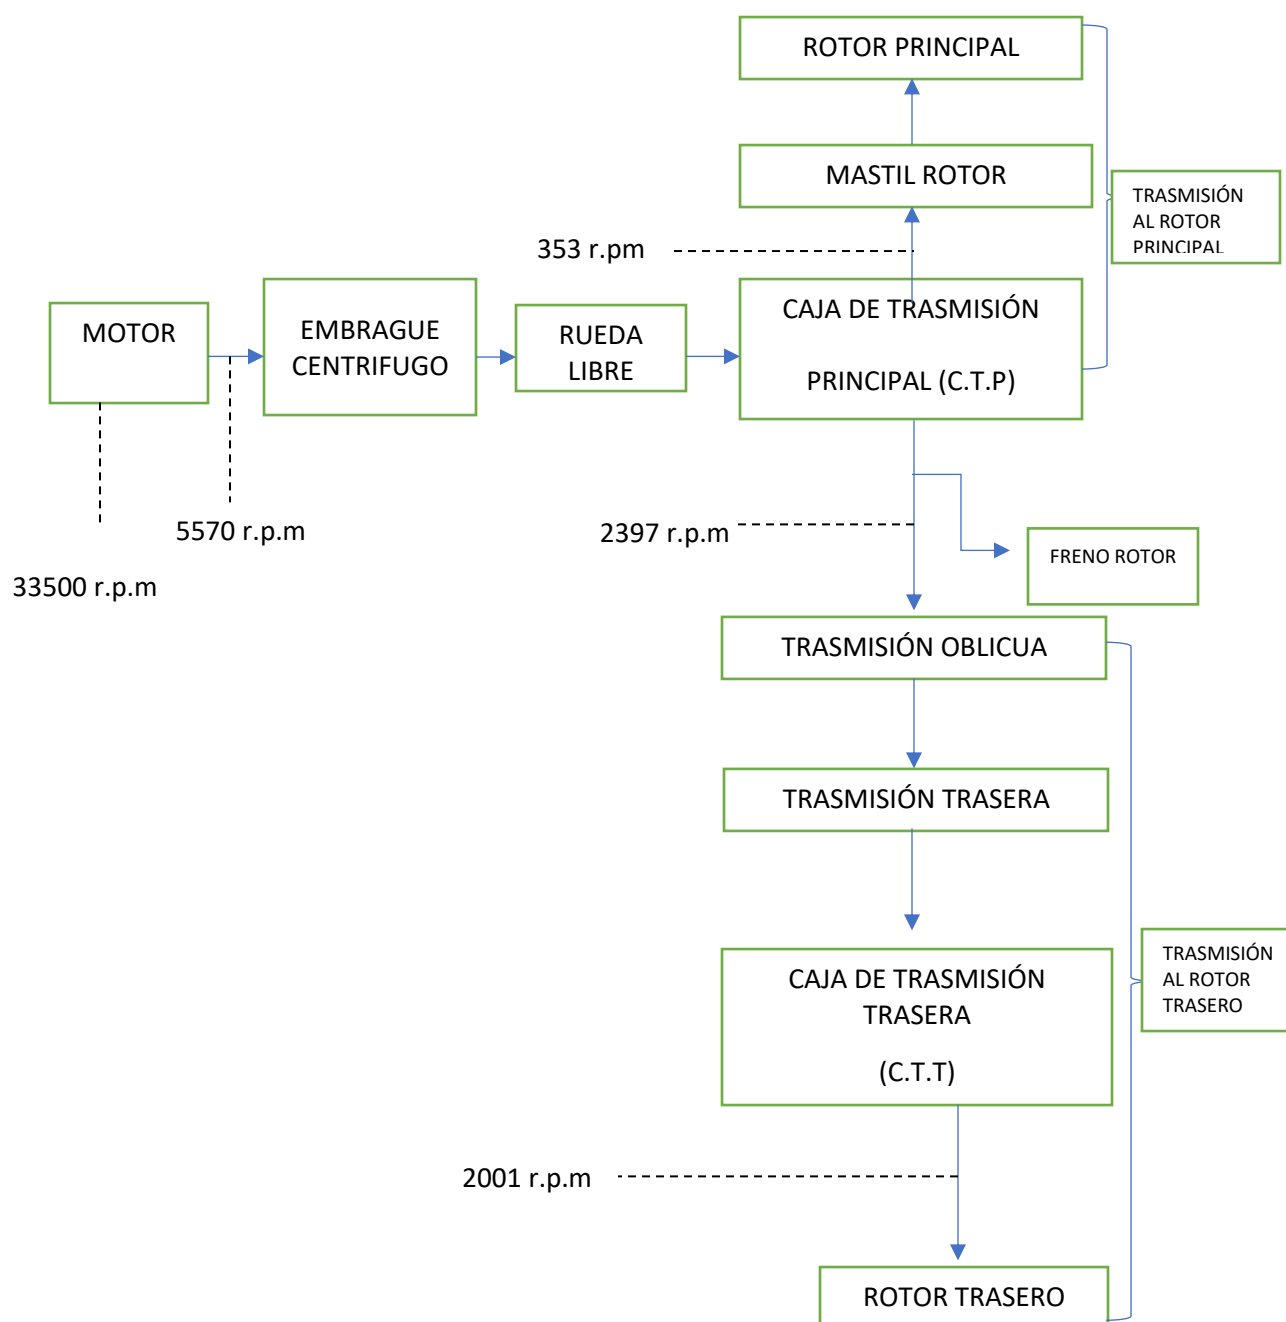 ROTOR PRINCIPAL
MASTIL ROTOR
TRASMISIÓN
AL ROTOR
PRINCIPAL
353 r.pm
MOTOR
EMBRAGUE
CENTRIFUGO
RUEDA
LIBRE
CAJA DE TRASMISIÓN
PRINCIPAL (C.T.P)
5570 r.p.m
33500 r.p.m
2397 r.p.m
FRENO ROTOR
TRASMISIÓN OBLICUA
TRASMISIÓN TRASERA
CAJA DE TRASMISIÓN
TRASERA
(C.T.T)
TRASMISIÓN
AL ROTOR
TRASERO
2001 r.p.m
ROTOR TRASERO